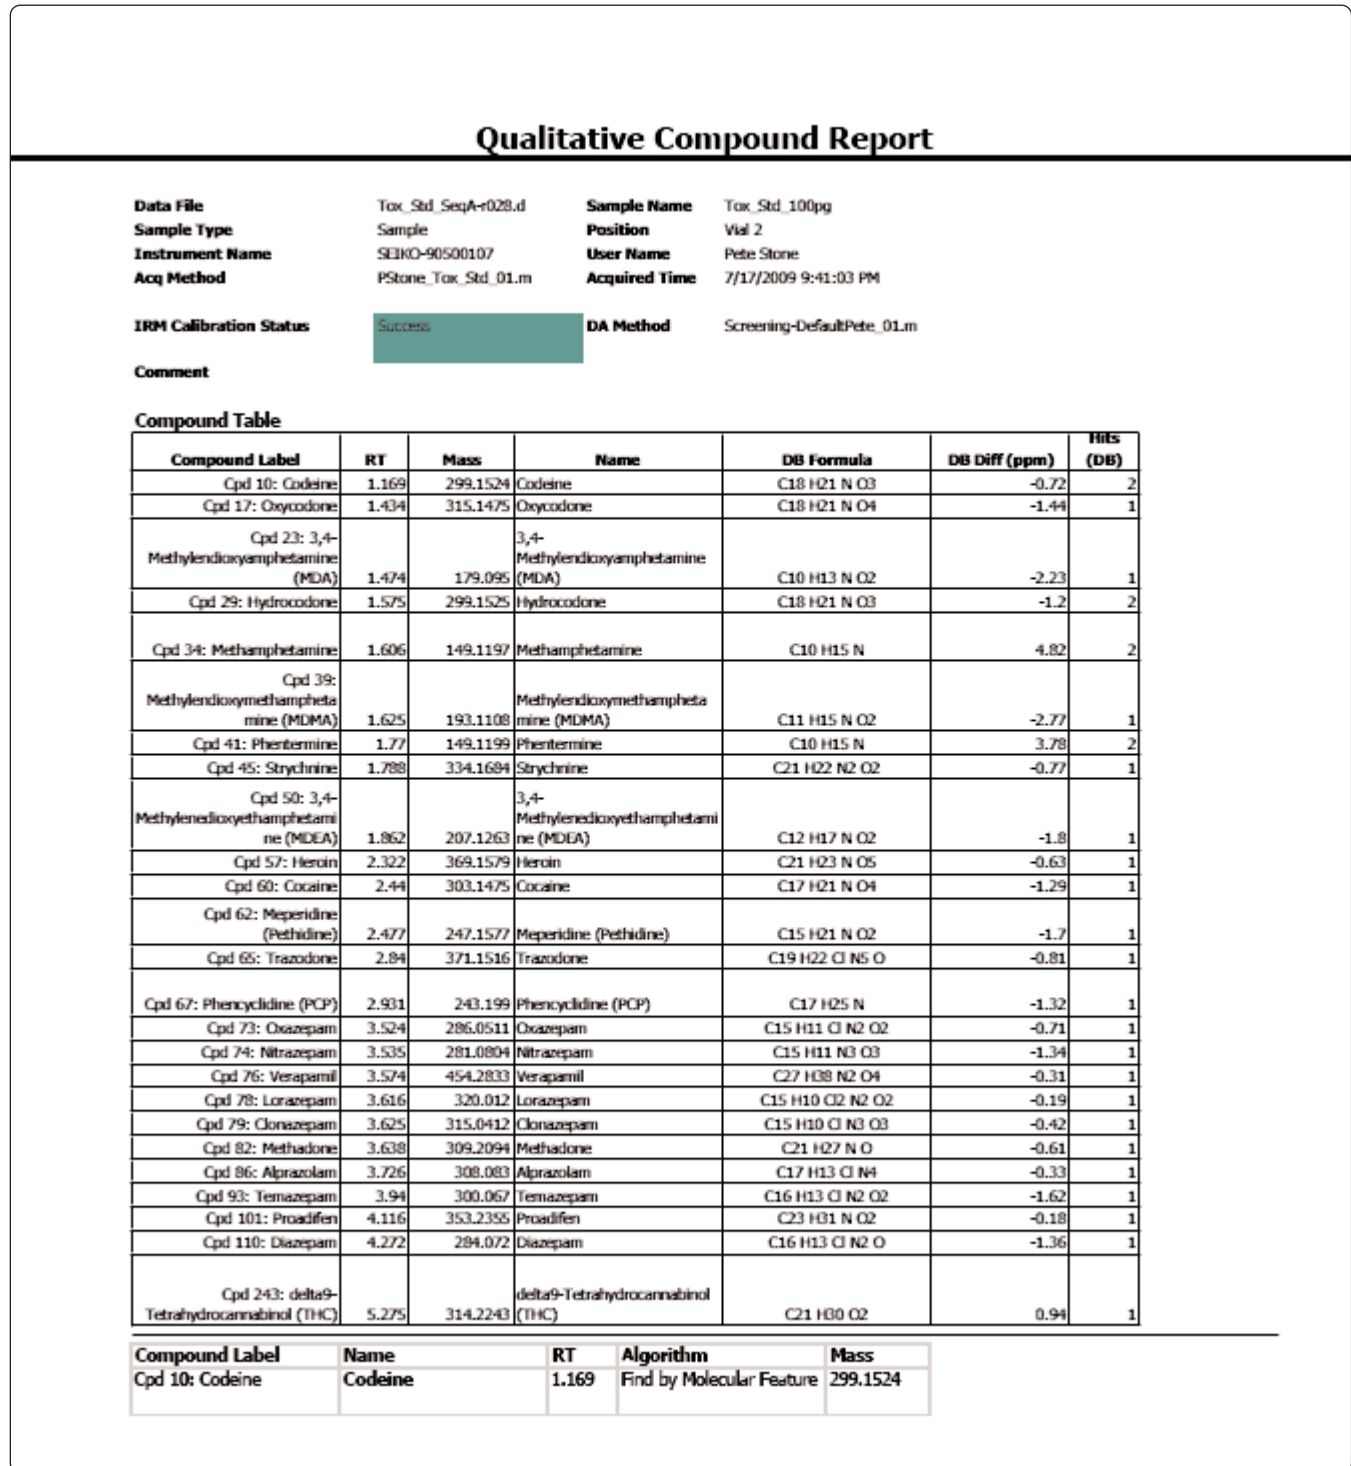 Qualitative Compound Report
Data File Tox_Std_SeqA-r028.d Sample Name Tox_Std_100pg
Sample Type Sample Position Vial 2
Instrument Name SEIKO-90500107 User Name Pete Stone
Acq Method PStone_Tox_Std_01.m Acquired Time 7/17/2009 9:41:03 PM
IRM Calibration Status Success DA Method Screening-DefaultPete_01.m
Comment
Compound Table
Hits
Compound Label RT Mass Name DB Formula DB Diff (ppm) (DB)
Cpd 10: Codeine 1.169 299.1524 Codeine C18 H21 N O3 -0.72 2
Cpd 17: Oxycodone 1.434 315.1475 Oxycodone C18 H21 N O4 -1.44 1
Cpd 23: 3,4- 3,4-
Methylendioxyamphetamine Methylendioxyamphetamine
(MDA) 1.474 179.095 (MDA) C10 H13 N O2 -2.23 1
Cpd 29: Hydrocodone 1.575 299.1525 Hydrocodone C18 H21 N O3 -1.2 2
Cpd 34: Methamphetamine 1.606 149.1197 Methamphetamine C10 H15 N 4.82 2
Cpd 39:
Methylendioxymethampheta Methylendioxymethampheta
mine (MDMA) 1.625 193.1108 mine (MDMA) C11 H15 N O2 -2.77 1
Cpd 41: Phentermine 1.77 149.1199 Phentermine C10 H15 N 3.78 2
Cpd 45: Strychnine 1.788 334.1684 Strychnine C21 H22 N2 O2 -0.77 1
Cpd 50: 3,4- 3,4-
Methylenedioxyethamphetami Methylenedioxyethamphetami
ne (MDEA) 1.862 207.1263 ne (MDEA) C12 H17 N O2 -1.8 1
Cpd 57: Heroin 2.322 369.1579 Heroin C21 H23 N O5 -0.63 1
Cpd 60: Cocaine 2.44 303.1475 Cocaine C17 H21 N O4 -1.29 1
Cpd 62: Meperidine
(Pethidine) 2.477 247.1577 Meperidine (Pethidine) C15 H21 N O2 -1.7 1
Cpd 65: Trazodone 2.84 371.1516 Trazodone C19 H22 Cl N5 O -0.81 1
Cpd 67: Phencyclidine (PCP) 2.931 243.199 Phencyclidine (PCP) C17 H25 N -1.32 1
Cpd 73: Oxazepam 3.524 286.0511 Oxazepam C15 H11 Cl N2 O2 -0.71 1
Cpd 74: Nitrazepam 3.535 281.0804 Nitrazepam C15 H11 N3 O3 -1.34 1
Cpd 76: Verapamil 3.574 454.2833 Verapamil C27 H38 N2 O4 -0.31 1
Cpd 78: Lorazepam 3.616 320.012 Lorazepam C15 H10 Cl2 N2 O2 -0.19 1
Cpd 79: Clonazepam 3.625 315.0412 Clonazepam C15 H10 Cl N3 O3 -0.42 1
Cpd 82: Methadone 3.638 309.2094 Methadone C21 H27 N O -0.61 1
Cpd 86: Alprazolam 3.726 308.083 Alprazolam C17 H13 Cl N4 -0.33 1
Cpd 93: Temazepam 3.94 300.067 Temazepam C16 H13 Cl N2 O2 -1.62 1
Cpd 101: Proadifen 4.116 353.2355 Proadifen C23 H31 N O2 -0.18 1
Cpd 110: Diazepam 4.272 284.072 Diazepam C16 H13 Cl N2 O -1.36 1
Cpd 243: delta9- delta9-Tetrahydrocannabinol
Tetrahydrocannabinol (THC) 5.275 314.2243 (THC) C21 H30 O2 0.94 1
Compound Label Name RT Algorithm Mass
Cpd 10: Codeine Codeine 1.169 Find by Molecular Feature 299.1524